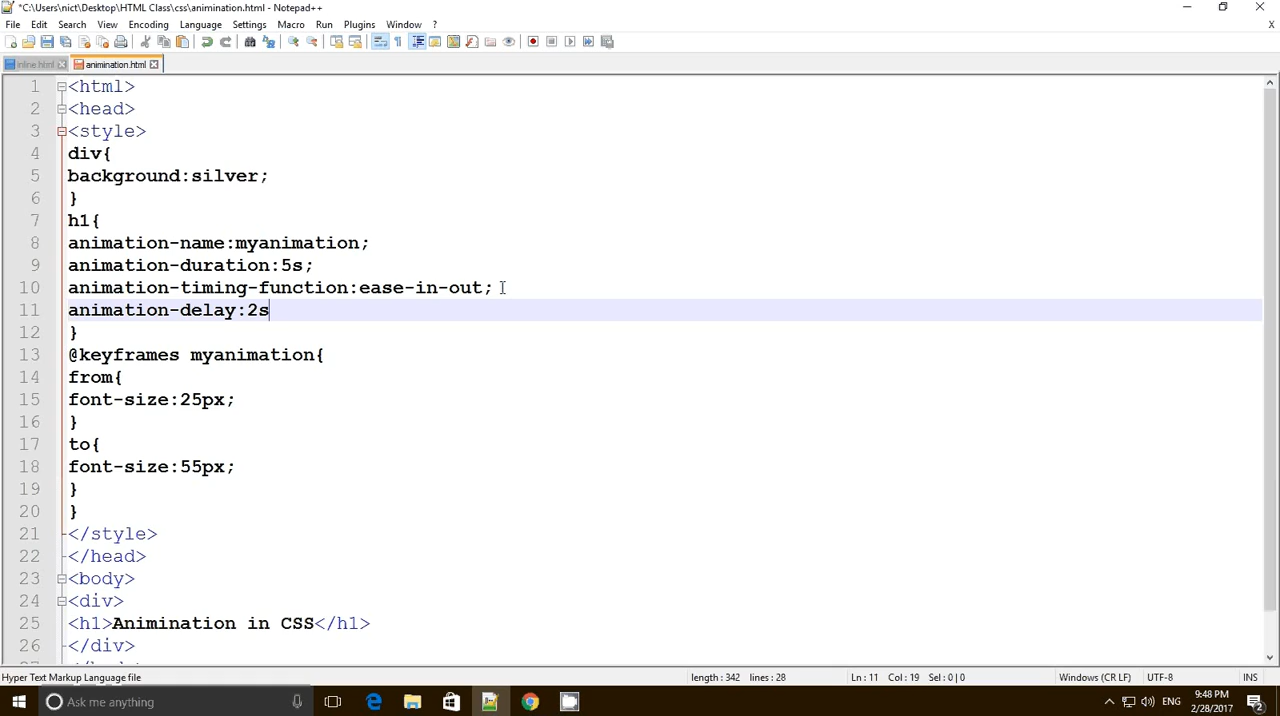 *C:\Users\nict\Desktop\HTML Class\css\animination.html - Notepad++
File Edit Search View Encoding Language Settings Macro Run Plugins Window ?
X
inline.html animination.html
1 <html>
2 <head>
3 <style>
4 div{
5 background:silver;
6 }
7 h1{
8 animation-name:myanimation;
9 animation-duration:5s;
10 animation-timing-function:ease-in-out;
11 animation-delay:2s
12 }
13 @keyframes myanimation{
14 from{
15 font-size:25px;
16 }
17 to{
18 font-size:55px;
19 }
20 }
21 </style>
22 </head>
23 <body>
24 <div>
25 <h1>Animination in CSS</h1>
26 </div>
Hyper Text Markup Language file length : 342 lines : 28 Ln : 11 Col : 19 Sel : 0 | 0 Windows (CR LF) UTF-8 INS
Ask me anything ENG 9:48 PM
2/28/2017 2